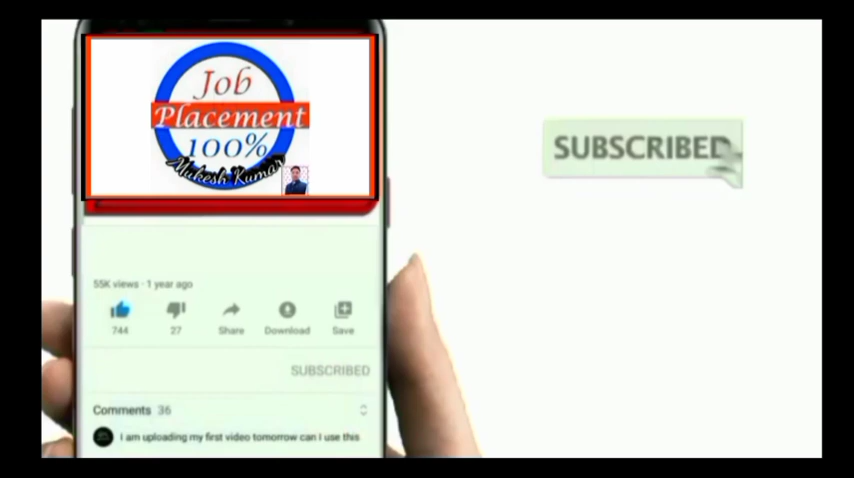 Job
Placement
100%
Mukesh Kumar
SUBSCRIBED
55K views · 1 year ago
744
27
Share
Download
Save
SUBSCRIBED
Comments 36
I am uploading my first video tomorrow can I use this